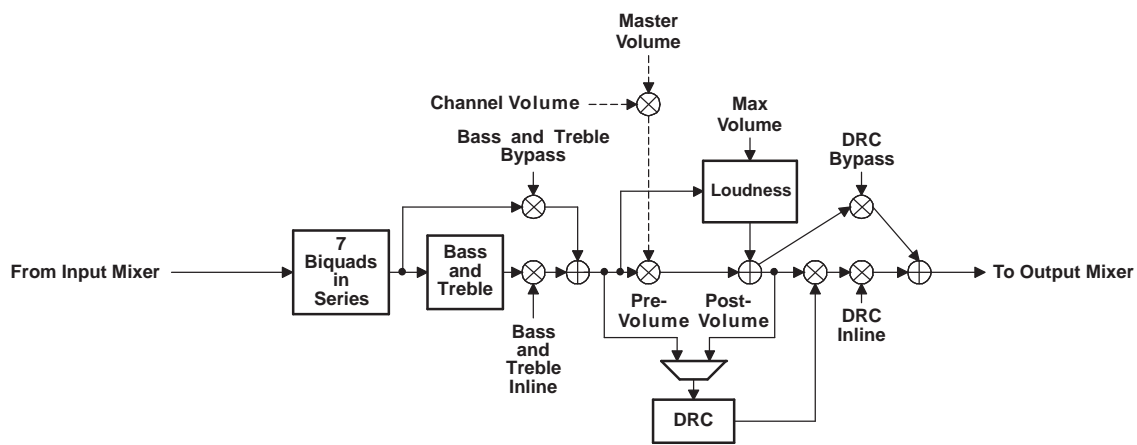 Master
Volume
Channel Volume
Max
Volume
Bass and Treble
Bypass
DRC
Bypass
Loudness
7
Biquads
in
Series
Bass
and
Treble
From Input Mixer
To Output Mixer
Pre-
Volume
Post-
Volume
DRC
Inline
Bass
and
Treble
Inline
DRC